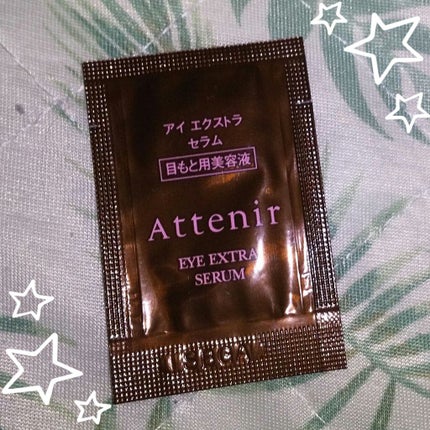 アイ エクストラ
セラム
目もと用美容液
Attenir
EYE EXTRA
SERUM